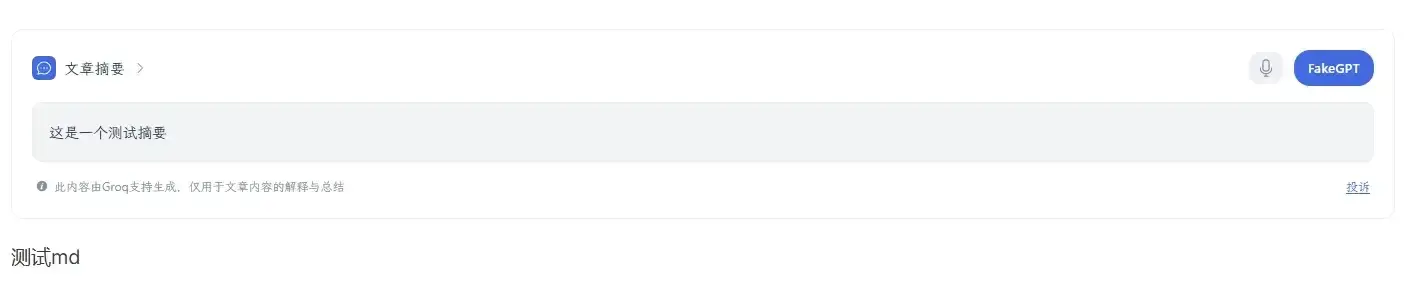 文章摘要
FakeGPT
这是一个测试摘要
此内容由Groq支持生成，仅用于文章内容的解释与总结
投诉
测试md